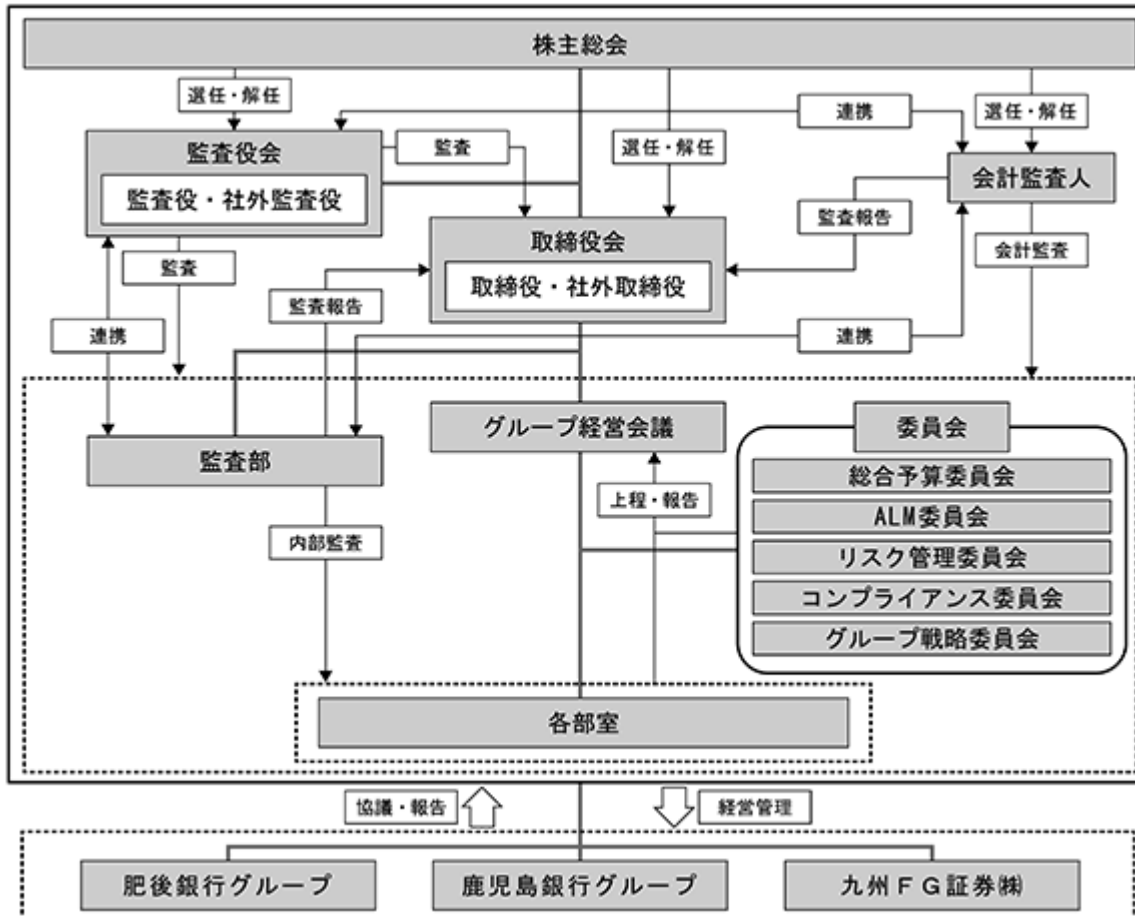 株主総会
選任・解任
連携
選任・解任
監査役会
監査
選任・解任
会計監査人
監査役・社外監査役
監査報告
取締役会
監査
会計監査
取締役・社外取締役
監査報告
連携
連携
グループ経営会議
委員会
監査部
総合予算委員会
上程・報告
ALM委員会
内部監査
リスク管理委員会
コンプライアンス委員会
グループ戦略委員会
各部室
協議・報告
経営管理
肥後銀行グループ
鹿児島銀行グループ
九州FG証券㈱